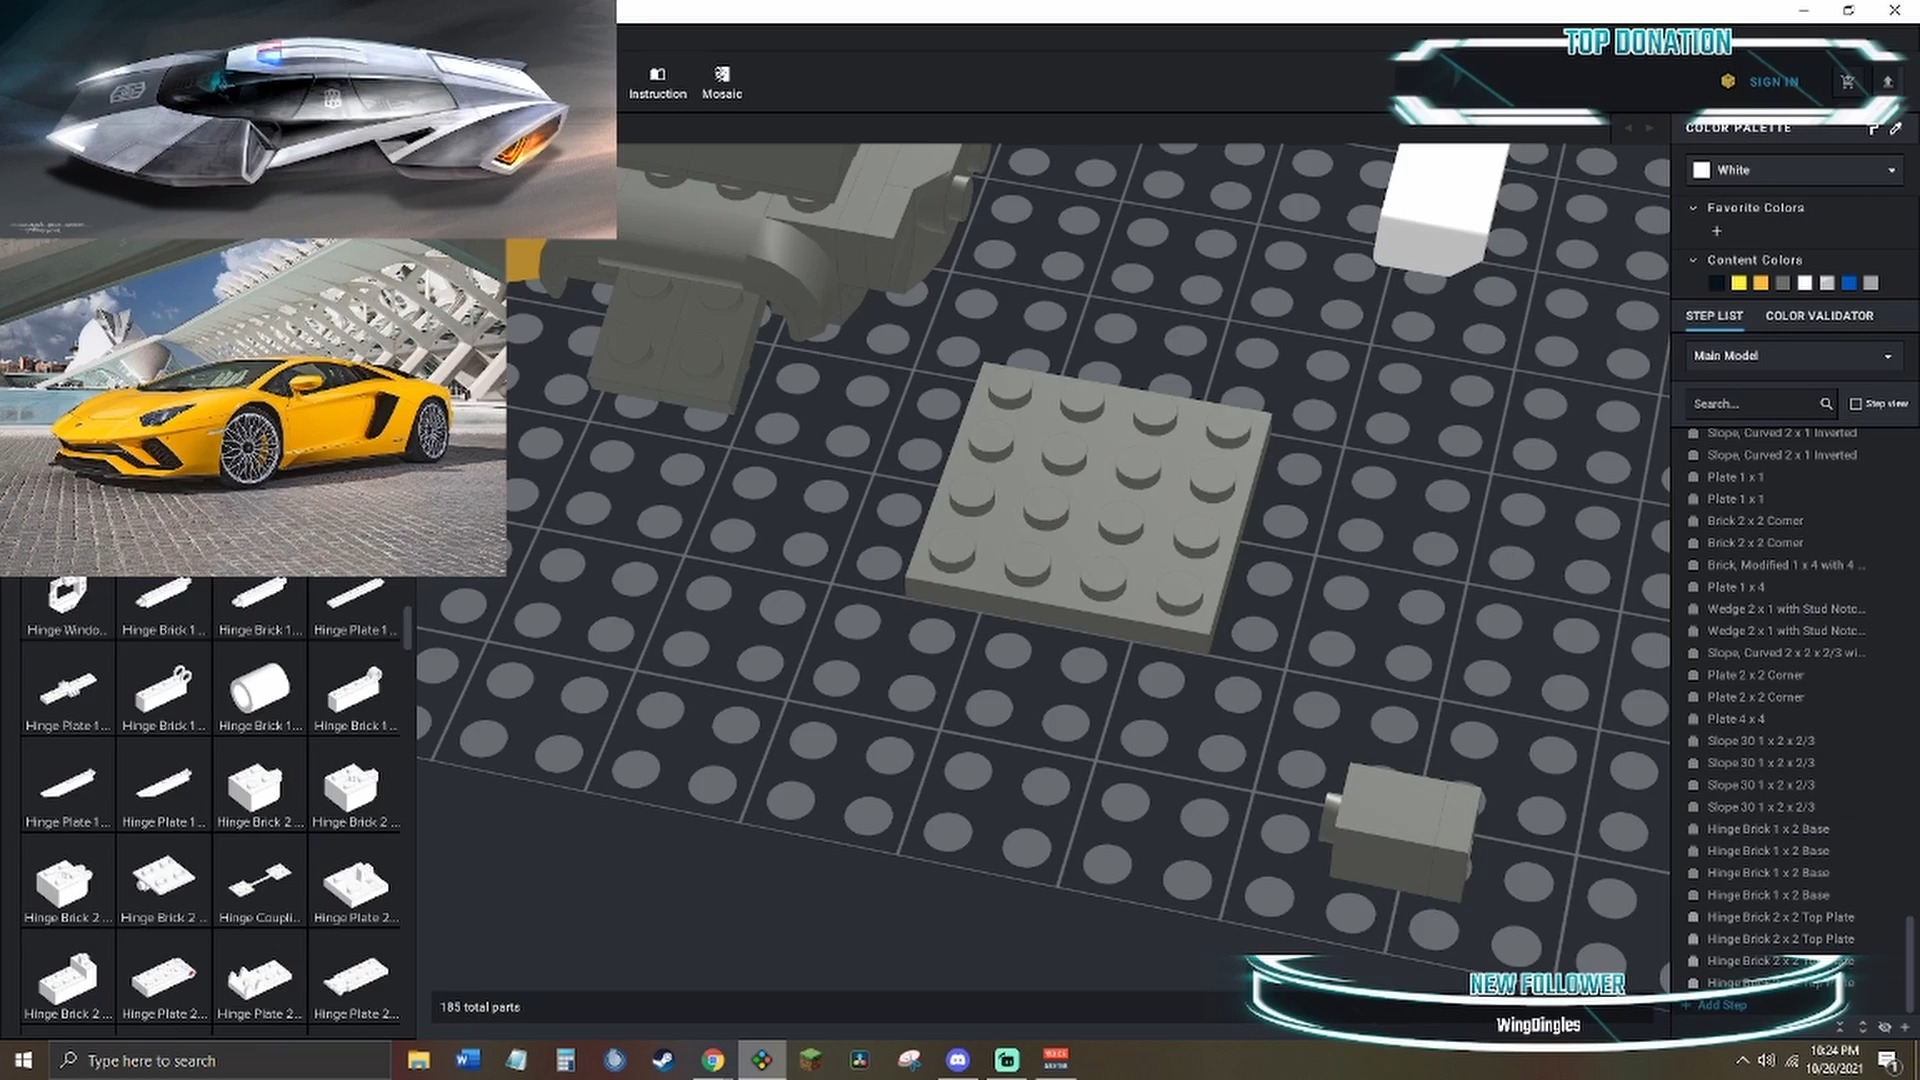 TOP DONATION
Instruction
Mosaic
SIGN IN
COLOR PALETTE
White
Favorite Colors
+
Content Colors
STEP LIST
COLOR VALIDATOR
Main Model
Search...
Step view
Slope, Curved 2 x 1 Inverted
Slope, Curved 2 x 1 Inverted
Plate 1 x 1
Plate 1 x 1
Brick 2 x 2 Corner
Brick 2 x 2 Corner
Brick, Modified 1 x 4 with 4 ...
Plate 1 x 4
Wedge 2 x 1 with Stud Notc...
Wedge 2 x 1 with Stud Notc...
Slope, Curved 2 x 2 x 2/3 wi...
Plate 2 x 2 Corner
Plate 2 x 2 Corner
Plate 4 x 4
Slope 30 1 x 2 x 2/3
Slope 30 1 x 2 x 2/3
Slope 30 1 x 2 x 2/3
Slope 30 1 x 2 x 2/3
Hinge Brick 1 x 2 Base
Hinge Brick 1 x 2 Base
Hinge Brick 1 x 2 Base
Hinge Brick 1 x 2 Base
Hinge Brick 2 x 2 Top Plate
Hinge Brick 2 x 2 Top Plate
Hinge Brick 2 x 2
+ Add Step
Hinge Windo...
Hinge Brick 1...
Hinge Brick 1...
Hinge Plate 1...
Hinge Plate 1...
Hinge Brick 1...
Hinge Brick 1...
Hinge Brick 1...
Hinge Plate 1...
Hinge Plate 1...
Hinge Brick 2 ...
Hinge Brick 2 ...
Hinge Brick 2 ...
Hinge Brick 2 ...
Hinge Coupli...
Hinge Plate 2...
Hinge Brick 2 ...
Hinge Plate 2...
Hinge Plate 2...
Hinge Plate 2...
185 total parts
NEW FOLLOWER
WingDingles
Type here to search
10:24 PM
10/26/2021